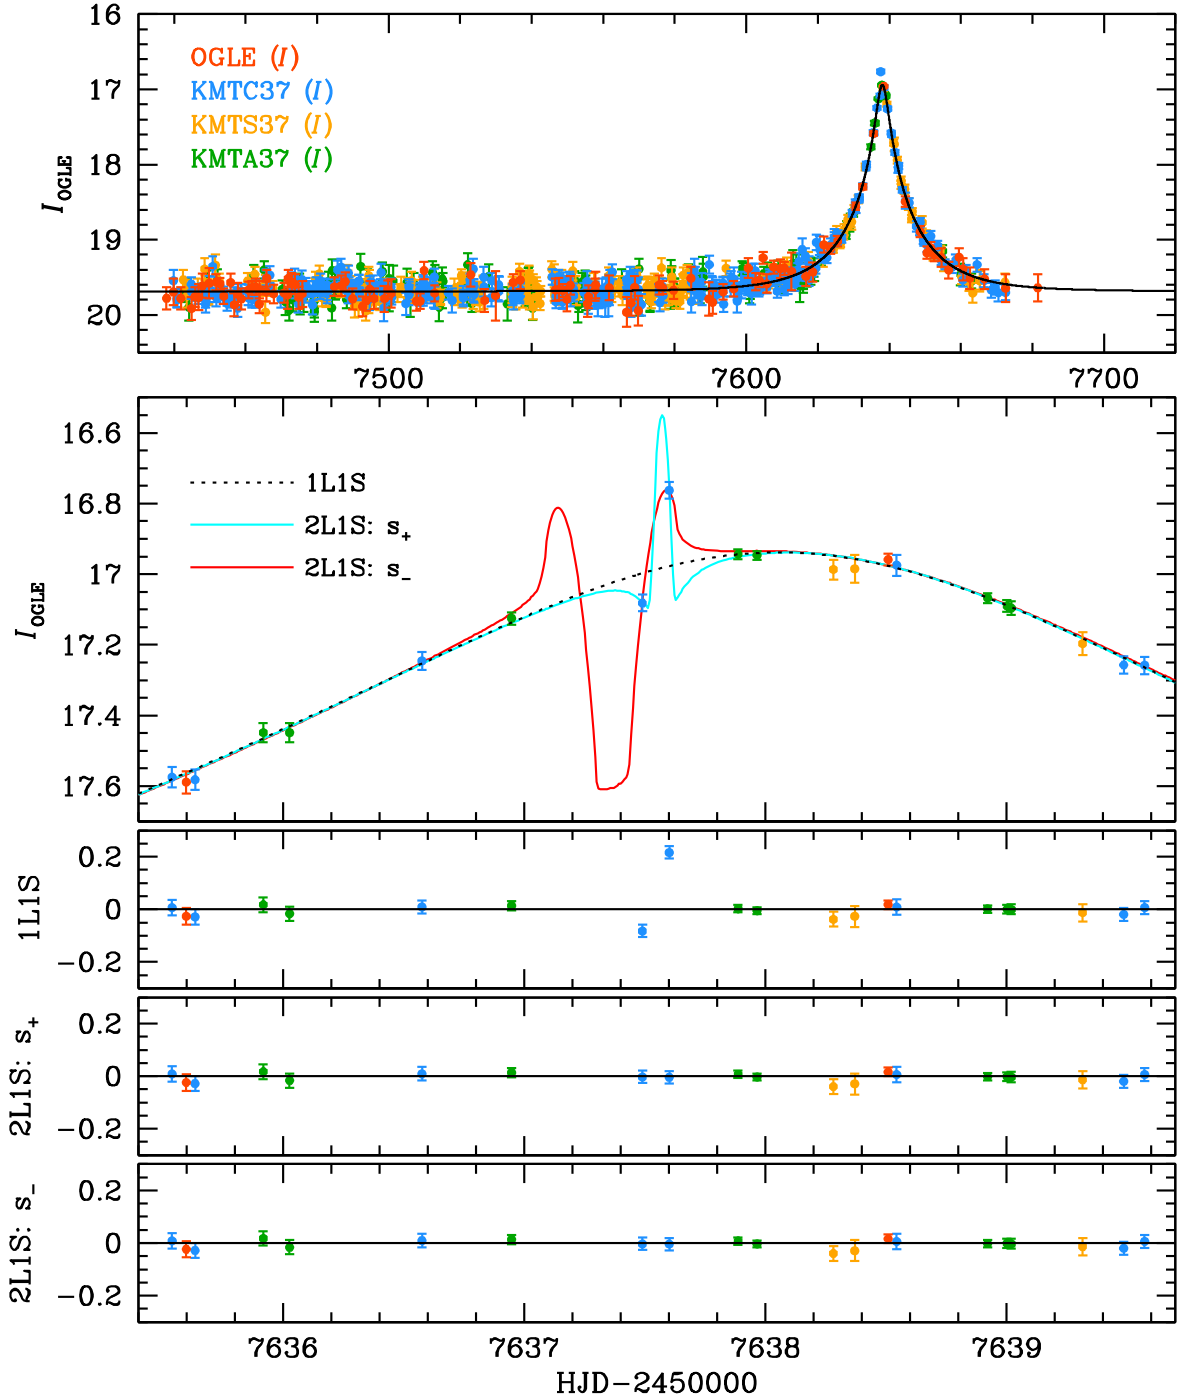 16
17
18
19
20
I_OGLE
OGLE (I)
KMTC37 (I)
KMTS37 (I)
KMTA37 (I)
7500 7600 7700
16.6
16.8
17
17.2
17.4
17.6
I_OGLE
1L1S
2L1S: s₊
2L1S: s₋
0.2
0
−0.2
1L1S
0.2
0
−0.2
2L1S: s₊
0.2
0
−0.2
2L1S: s₋
7636 7637 7638 7639
HJD−2450000